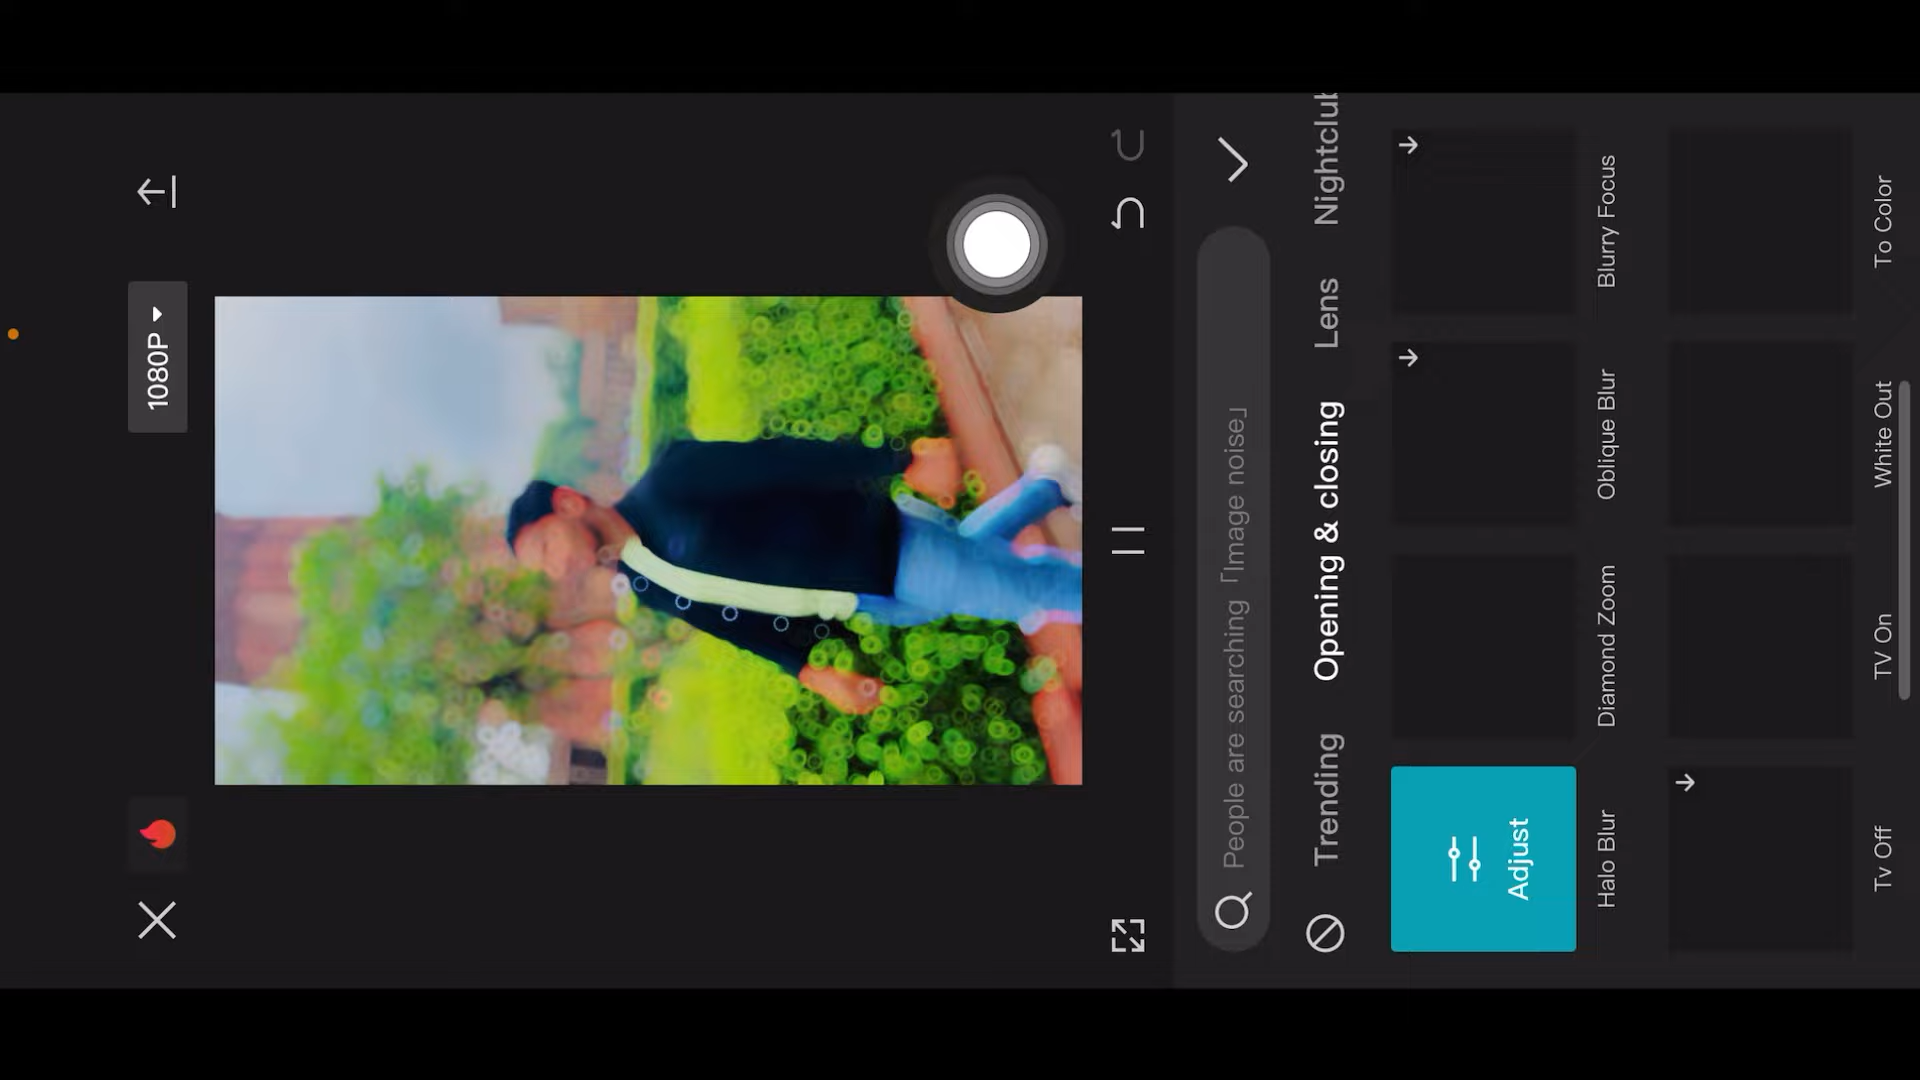 1080P
People are searching 「Image noise」
Trending
Opening & closing
Lens
Nightclub
Adjust
Halo Blur
Diamond Zoom
Oblique Blur
Blurry Focus
Tv Off
TV On
White Out
To Color